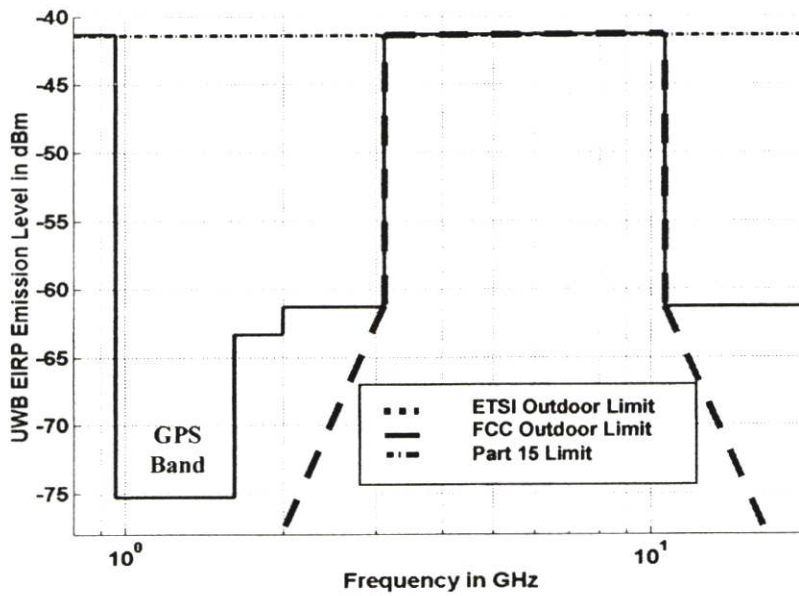 -40
-45
-50
-55
-60
-65
-70
-75
UWB EIRP Emission Level in dBm
GPS
Band
ETSI Outdoor Limit
FCC Outdoor Limit
Part 15 Limit
10⁰
10¹
Frequency in GHz